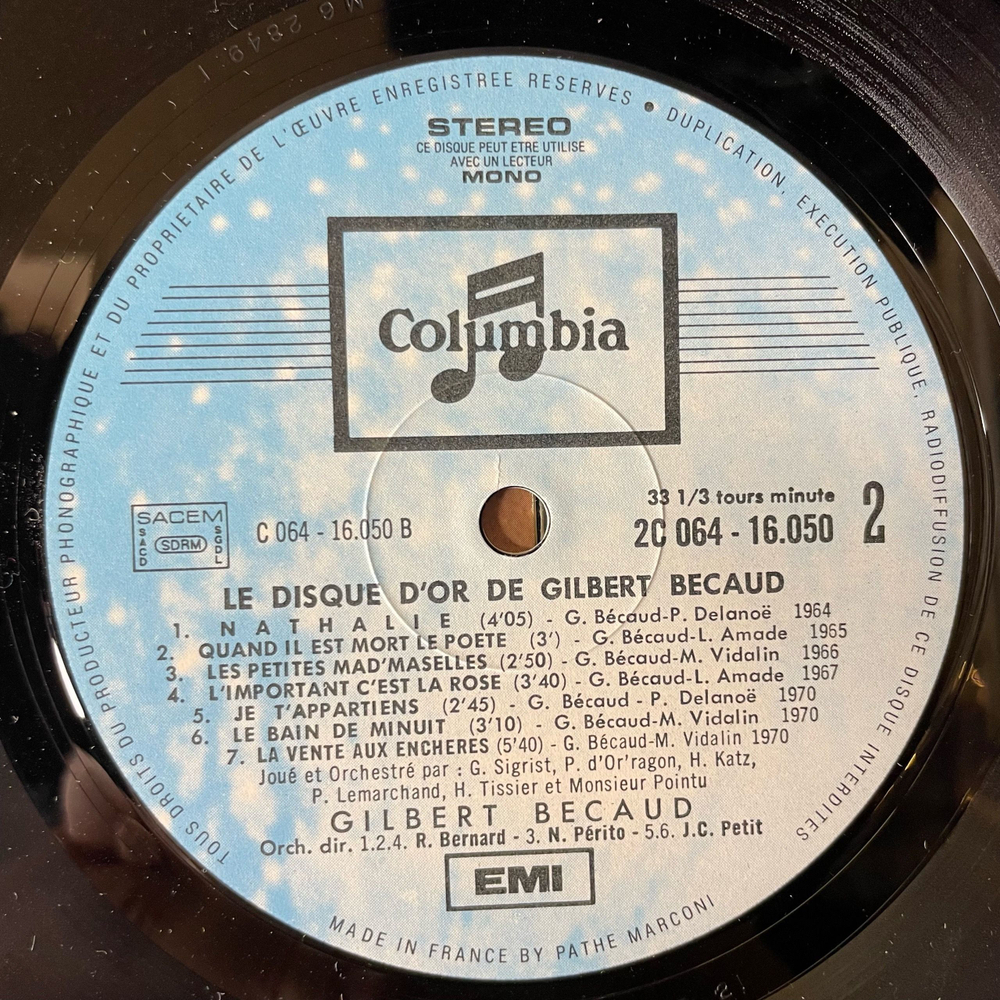 M6 2849 1
TOUS DROITS DU PRODUCTEUR PHONOGRAPHIQUE ET DU PROPRIETAIRE DE L'ŒUVRE ENREGISTREE RESERVES • DUPLICATION, EXECUTION PUBLIQUE, RADIODIFFUSION DE CE DISQUE INTERDITES
STEREO
CE DISQUE PEUT ETRE UTILISE
AVEC UN LECTEUR
MONO
Columbia
33 1/3 tours minute
SACEM
SACD
SDRM
SGDL
C 064 - 16.050 B
2C 064 - 16.050
2
LE DISQUE D'OR DE GILBERT BECAUD
1. NATHALIE (4'05) - G. Bécaud-P. Delanoë 1964
2. QUAND IL EST MORT LE POETE (3') - G. Bécaud-L. Amade 1965
3. LES PETITES MAD'MASELLES (2'50) - G. Bécaud-M. Vidalin 1966
4. L'IMPORTANT C'EST LA ROSE (3'40) - G. Bécaud-L. Amade 1967
5. JE T'APPARTIENS (2'45) - G. Bécaud - P. Delanoë 1970
6. LE BAIN DE MINUIT (3'10) - G. Bécaud-M. Vidalin 1970
7. LA VENTE AUX ENCHERES (5'40) - G. Bécaud-M. Vidalin 1970
Joué et Orchestré par : G. Sigrist, P. d'Or'ragon, H. Katz,
P. Lemarchand, H. Tissier et Monsieur Pointu
GILBERT BECAUD
Orch. dir. 1.2.4. R. Bernard - 3. N. Périto - 5.6. J.C. Petit
EMI
MADE IN FRANCE BY PATHE MARCONI